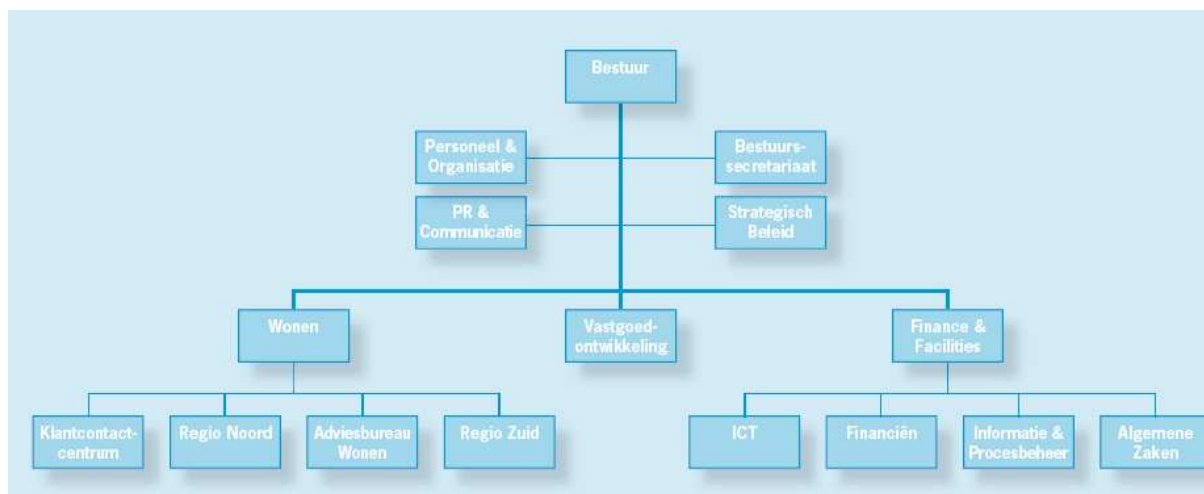 Bestuur
Personeel &
Organisatie
Bestuurs-
secretariaat
PR &
Communicatie
Strategisch
Beleid
Wonen
Vastgoed-
ontwikkeling
Finance &
Facilities
Klantcontact-
centrum
Regio Noord
Adviesbureau
Wonen
Regio Zuid
ICT
Financiën
Informatie &
Procesbeheer
Algemene
Zaken